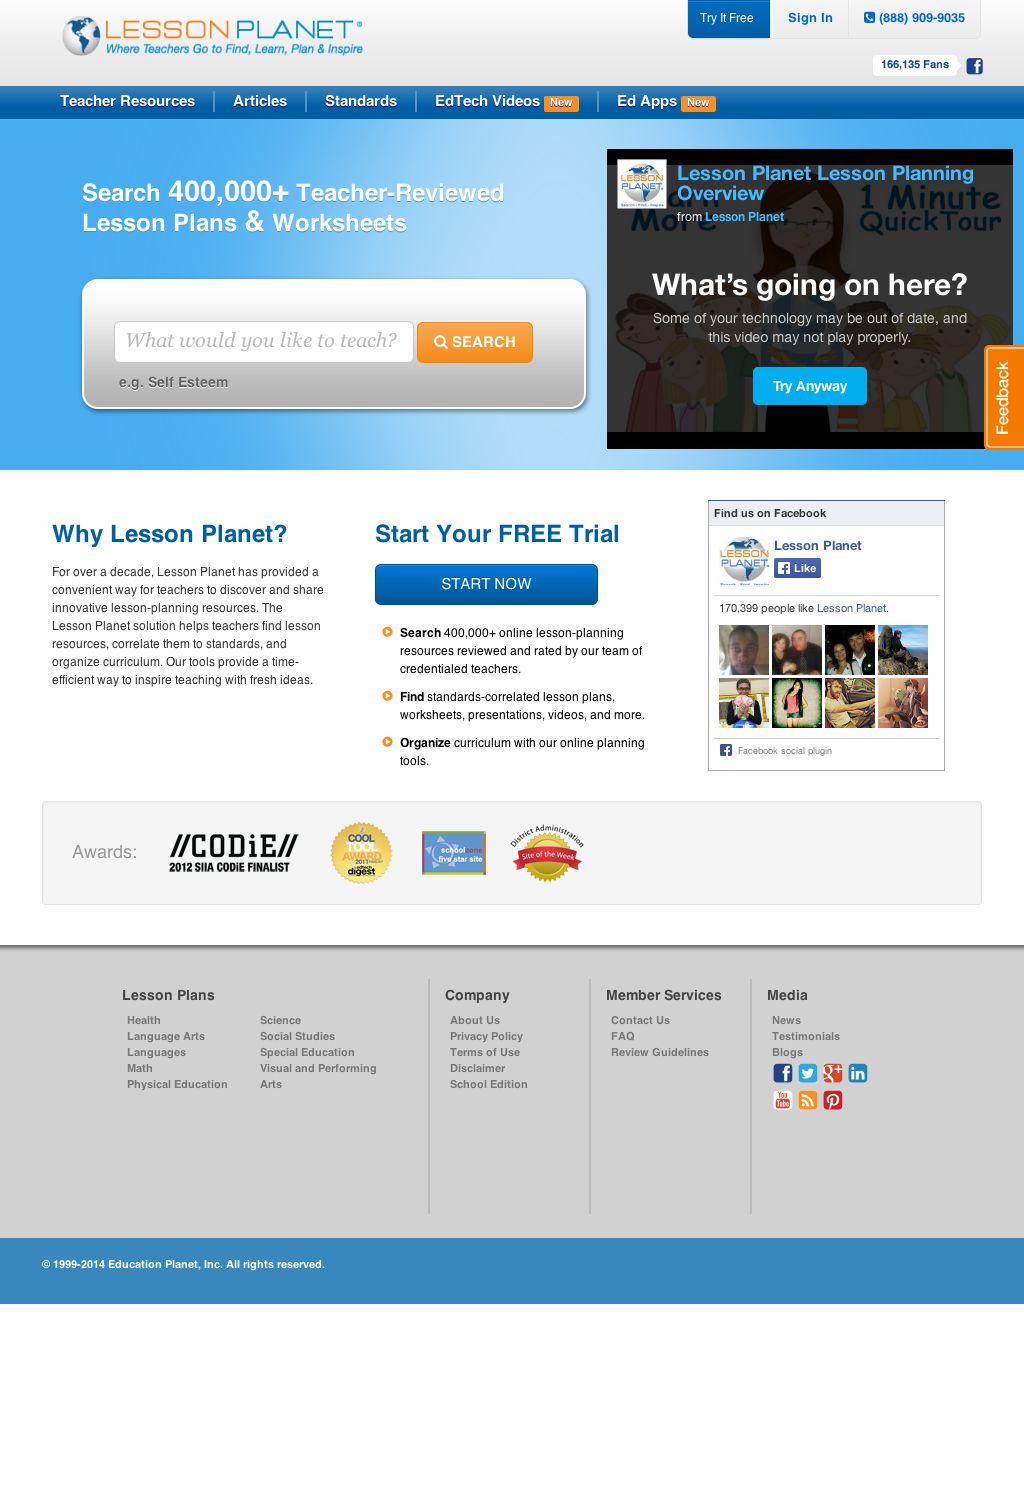 LESSON PLANET®
Where Teachers Go to Find, Learn, Plan & Inspire
Try It Free
Sign In
(888) 909-9035
166,135 Fans
Teacher Resources
Articles
Standards
EdTech Videos New
Ed Apps New
Search 400,000+ Teacher-Reviewed
Lesson Plans & Worksheets
What would you like to teach?
SEARCH
e.g. Self Esteem
LESSON
PLANET
Lesson Planet Lesson Planning
Overview
from Lesson Planet
More
1 Minute
QuickTour
What's going on here?
Some of your technology may be out of date, and
this video may not play properly.
Try Anyway
Feedback
Why Lesson Planet?
For over a decade, Lesson Planet has provided a
convenient way for teachers to discover and share
innovative lesson-planning resources. The
Lesson Planet solution helps teachers find lesson
resources, correlate them to standards, and
organize curriculum. Our tools provide a time-
efficient way to inspire teaching with fresh ideas.
Start Your FREE Trial
START NOW
Search 400,000+ online lesson-planning
resources reviewed and rated by our team of
credentialed teachers.
Find standards-correlated lesson plans,
worksheets, presentations, videos, and more.
Organize curriculum with our online planning
tools.
Find us on Facebook
LESSON
PLANET
Lesson Planet
Like
170,399 people like Lesson Planet.
Facebook social plugin
Awards:
//CODiE//
2012 SIIA CODiE FINALIST
COOL
TOOL
AWARD
2011
edtech
digest
schoolzone
five star site
District Administration
Site of the Week
Lesson Plans
Health
Language Arts
Languages
Math
Physical Education
Science
Social Studies
Special Education
Visual and Performing
Arts
Company
About Us
Privacy Policy
Terms of Use
Disclaimer
School Edition
Member Services
Contact Us
FAQ
Review Guidelines
Media
News
Testimonials
Blogs
You
Tube
© 1999-2014 Education Planet, Inc. All rights reserved.